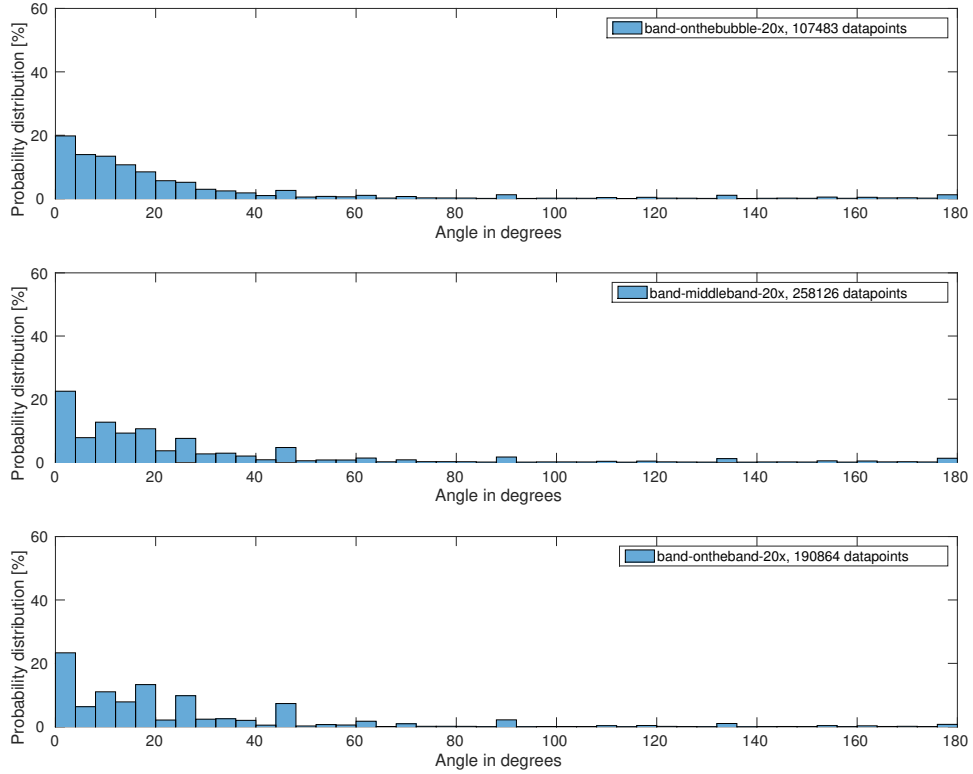 60
band-onthebubble-20x, 107483 datapoints
40
20
0
Probability distribution [%]
0 20 40 60 80 100 120 140 160 180
Angle in degrees
60
band-middleband-20x, 258126 datapoints
40
20
0
Probability distribution [%]
0 20 40 60 80 100 120 140 160 180
Angle in degrees
60
band-ontheband-20x, 190864 datapoints
40
20
0
Probability distribution [%]
0 20 40 60 80 100 120 140 160 180
Angle in degrees